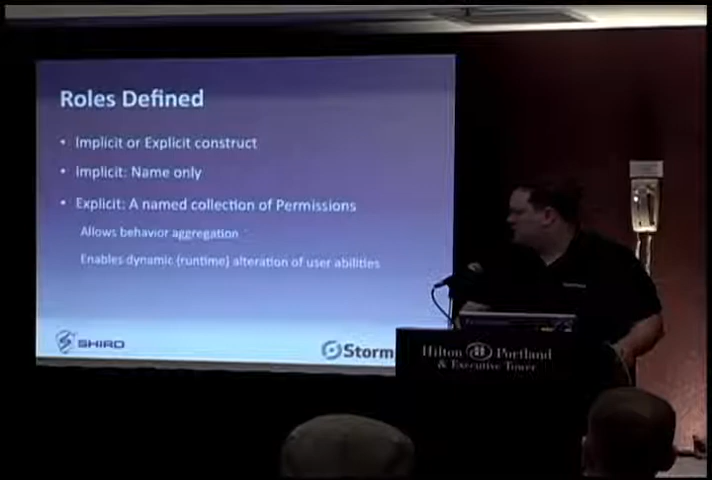 Roles Defined
• Implicit or Explicit construct
• Implicit: Name only
• Explicit: A named collection of Permissions
Allows behavior aggregation
Enables dynamic (runtime) alteration of user abilities
SHIRO
Storm
Hilton Portland
& Executive Tower